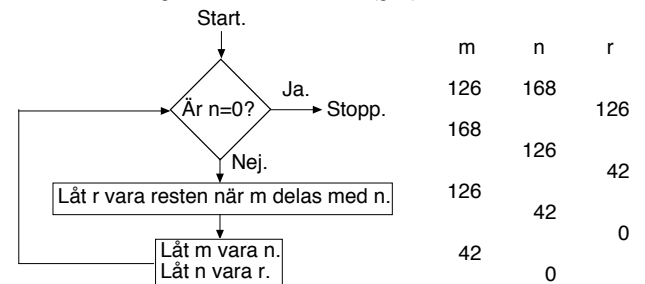 Start.
Är n=0?
Ja.
Stopp.
Nej.
Låt r vara resten när m delas med n.
Låt m vara n.
Låt n vara r.
m n r
126 168
126
168
126
42
126
42
0
42
0